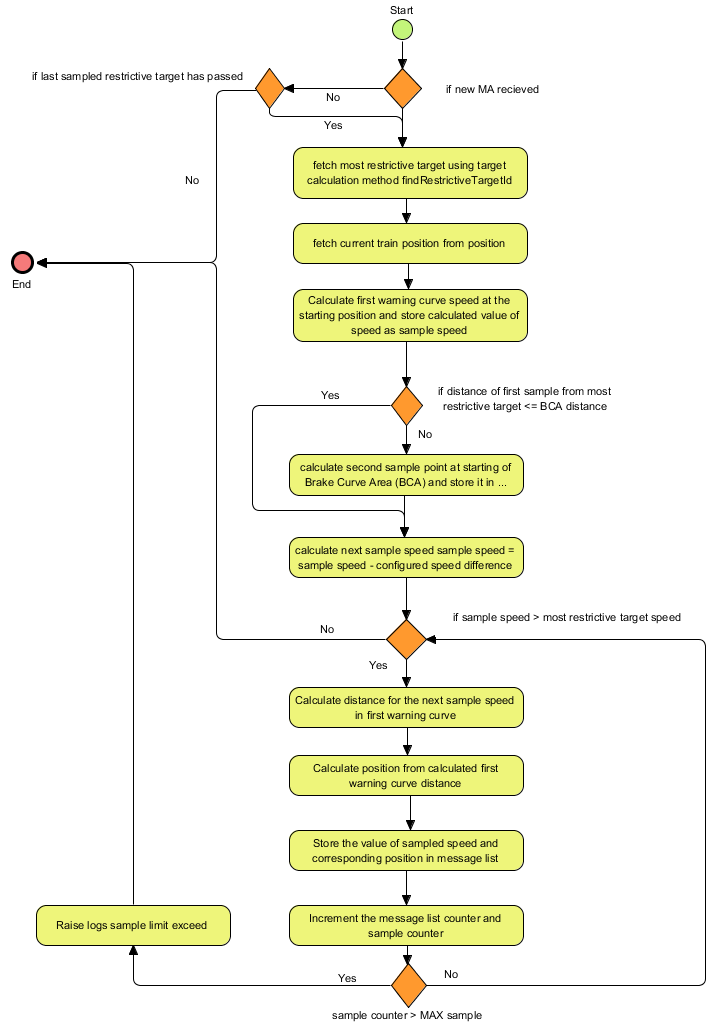 Start
if last sampled restrictive target has passed
if new MA recieved
No
Yes
fetch most restrictive target using target
calculation method findRestrictiveTargetId
No
fetch current train position from position
End
Calculate first warning curve speed at the
starting position and store calculated value of
speed as sample speed
Yes
if distance of first sample from most
restrictive target <= BCA distance
No
calculate second sample point at starting of
Brake Curve Area (BCA) and store it in ...
calculate next sample speed sample speed =
sample speed - configured speed difference
if sample speed > most restrictive target speed
No
Yes
Calculate distance for the next sample speed
in first warning curve
Calculate position from calculated first
warning curve distance
Store the value of sampled speed and
corresponding position in message list
Raise logs sample limit exceed
Increment the message list counter and
sample counter
Yes
No
sample counter > MAX sample